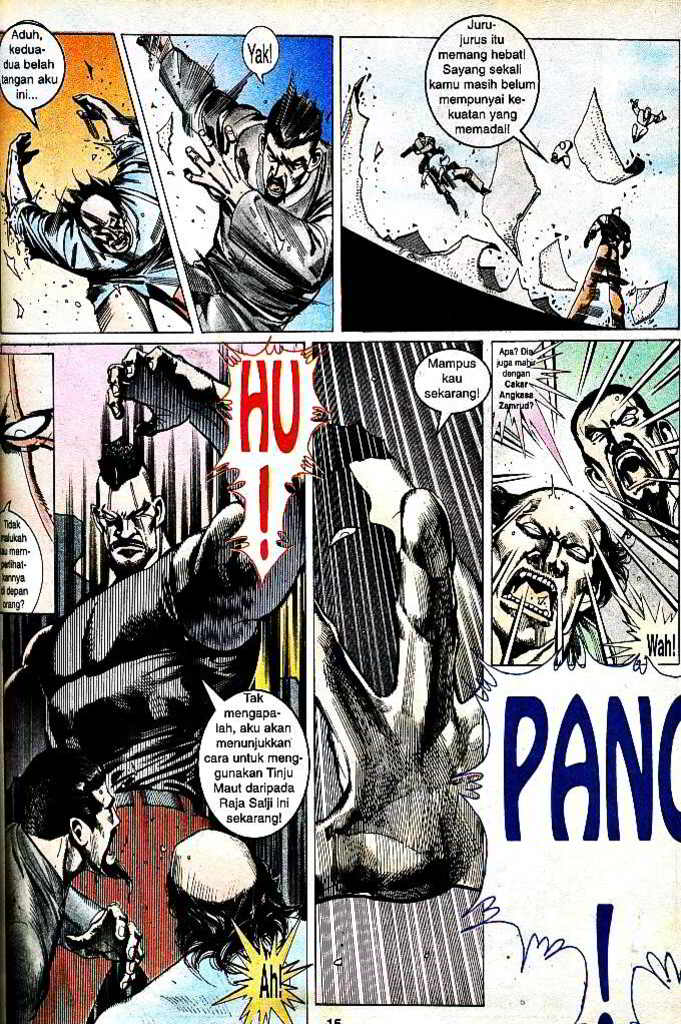 Aduh,
kedua-
dua belah
tangan aku
ini...
Yak!
Juru-
jurus itu
memang hebat!
Sayang sekali
kamu masih belum
mempunyai ke-
kuatan yang
memadai!
Tidak
malukah
kau mem-
perlihat-
kannya
di depan
orang?
HU
!
Tak
mengapa-
lah, aku akan
menunjukkan
cara untuk meng-
gunakan Tinju
Maut daripada
Raja Salji ini
sekarang!
Ah!
Mampus
kau
sekarang!
Apa? Dia
juga mahir
dengan
Cakar
Angkasa
Zamrud?
Wah!
PANG
!
15